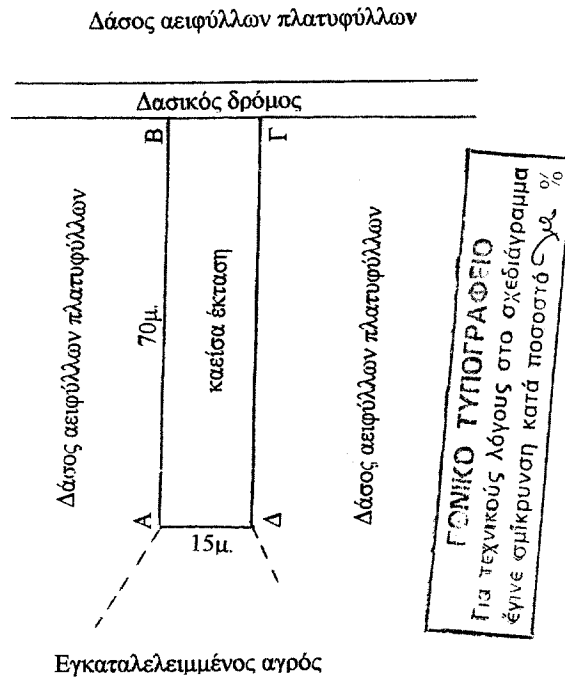 Δάσος αειφύλλων πλατυφύλλων
Δασικός δρόμος
Β
Γ
Δάσος αειφύλλων πλατυφύλλων
70μ.
καείσα έκταση
Δάσος αειφύλλων πλατυφύλλων
Α
Δ
15μ.
Εγκαταλελειμμένος αγρός
ΕΘΝΙΚΟ ΤΥΠΟΓΡΑΦΕΙΟ
Για τεχνικούς λόγους στο σχεδιάγραμμα
έγινε σμίκρυνση κατά ποσοστό %